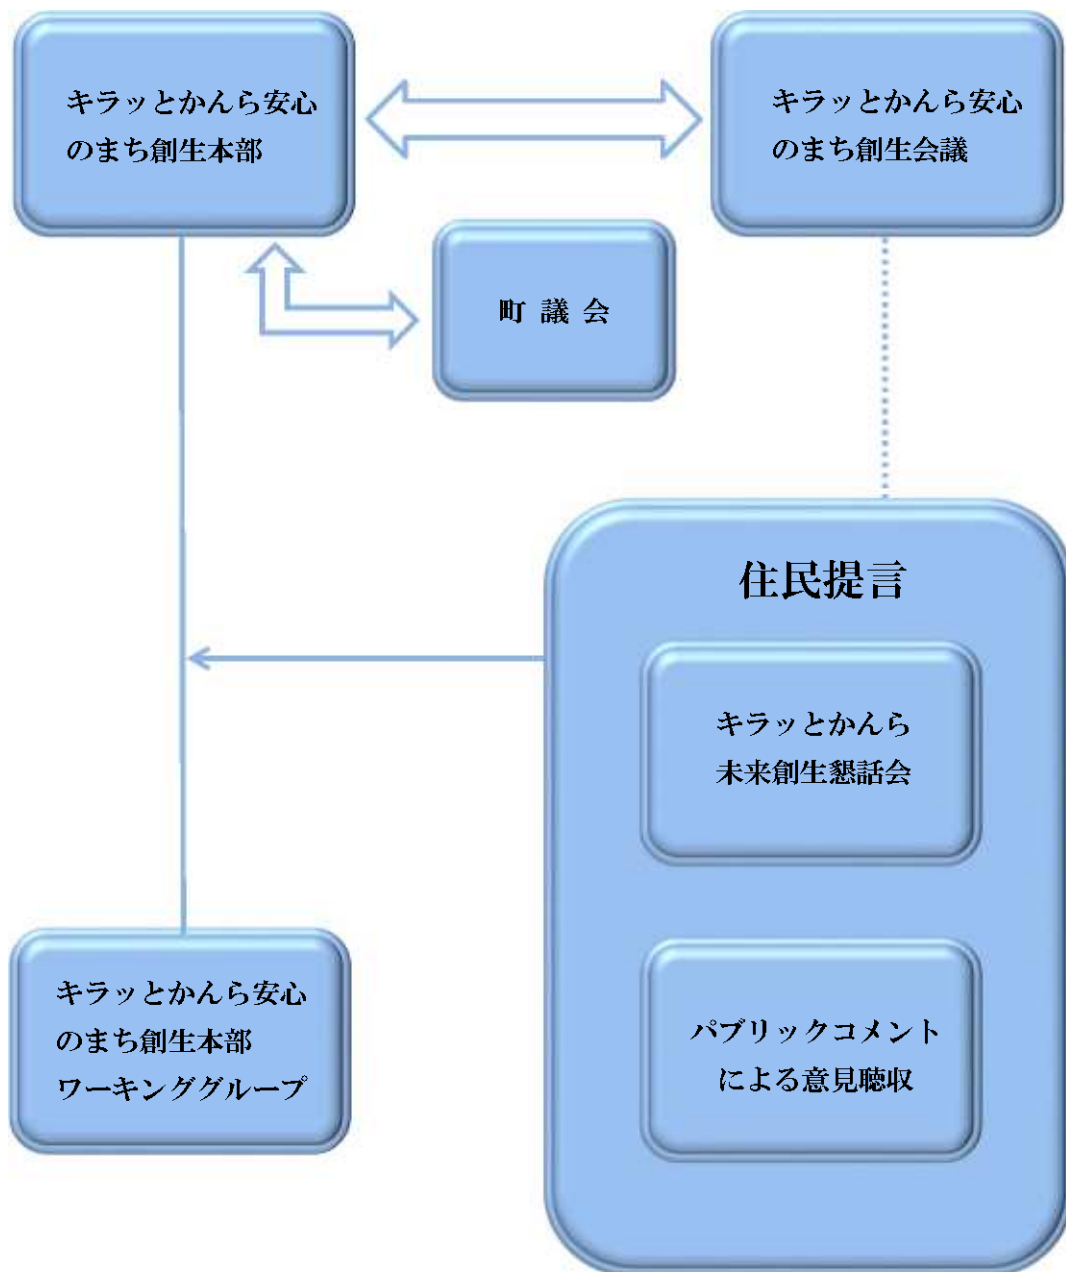 キラッとかんら安心
のまち創生本部
キラッとかんら安心
のまち創生会議
町 議 会
住民提言
キラッとかんら
未来創生懇話会
パブリックコメント
による意見聴収
キラッとかんら安心
のまち創生本部
ワーキンググループ